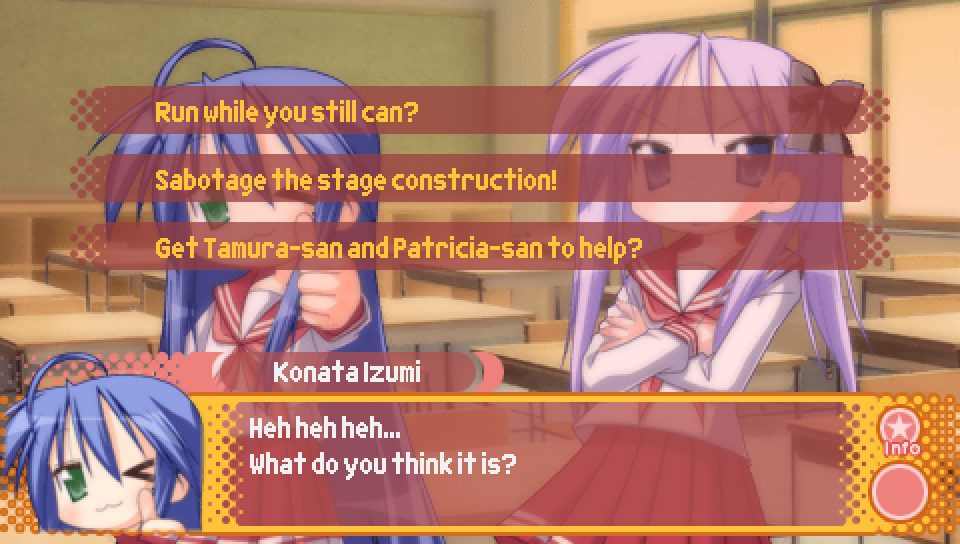 Run while you still can?
Sabotage the stage construction!
Get Tamura-san and Patricia-san to help?
Konata Izumi
Heh heh heh...
What do you think it is?
Info